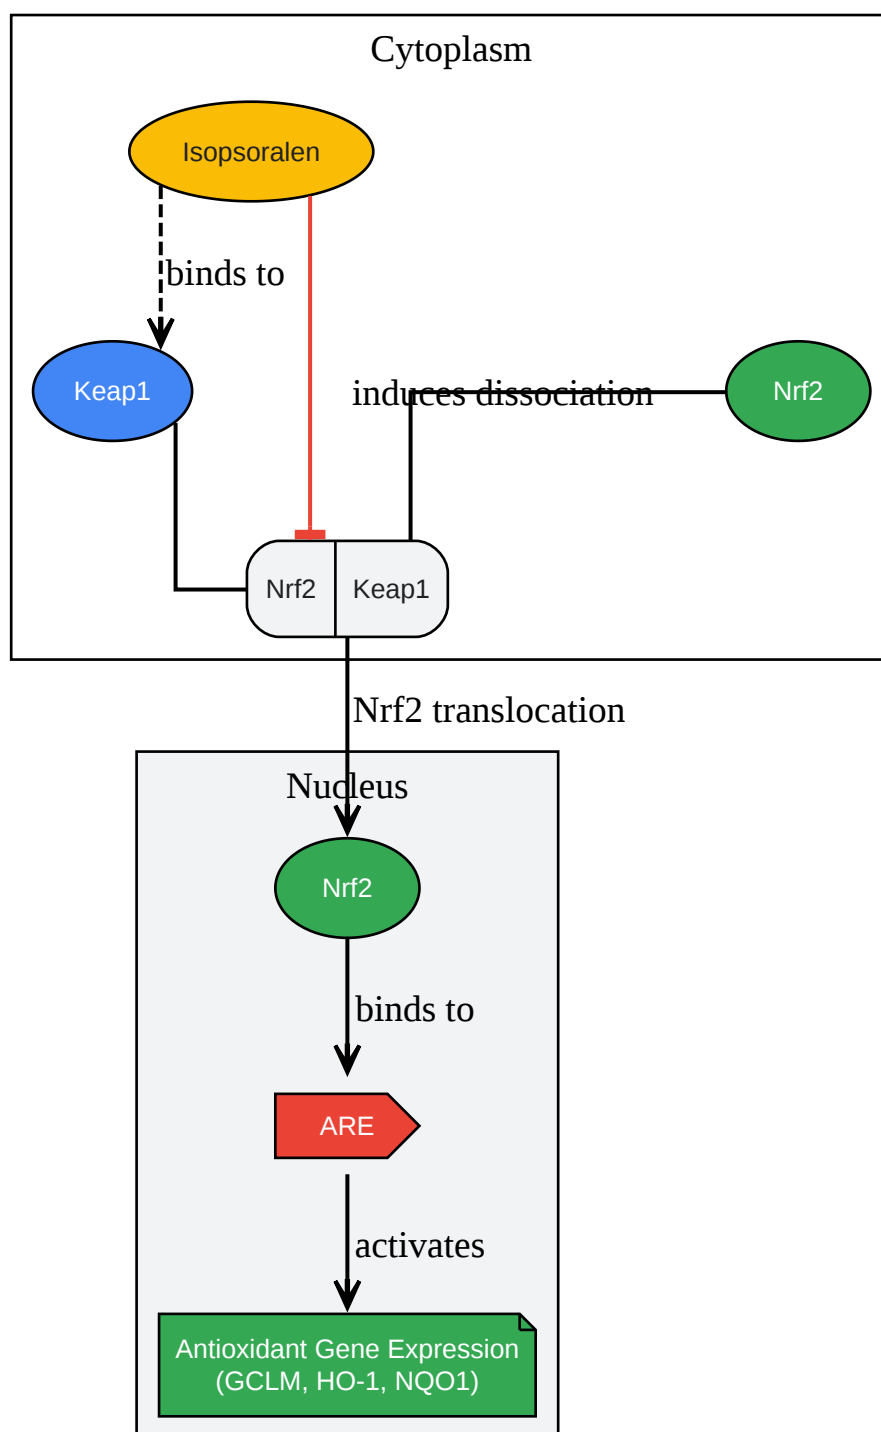 Cytoplasm
Isopsoralen
binds to
Keap1
induces dissociation
Nrf2
Nrf2
Keap1
Nrf2 translocation
Nucleus
Nrf2
binds to
ARE
activates
Antioxidant Gene Expression
(GCLM, HO-1, NQO1)